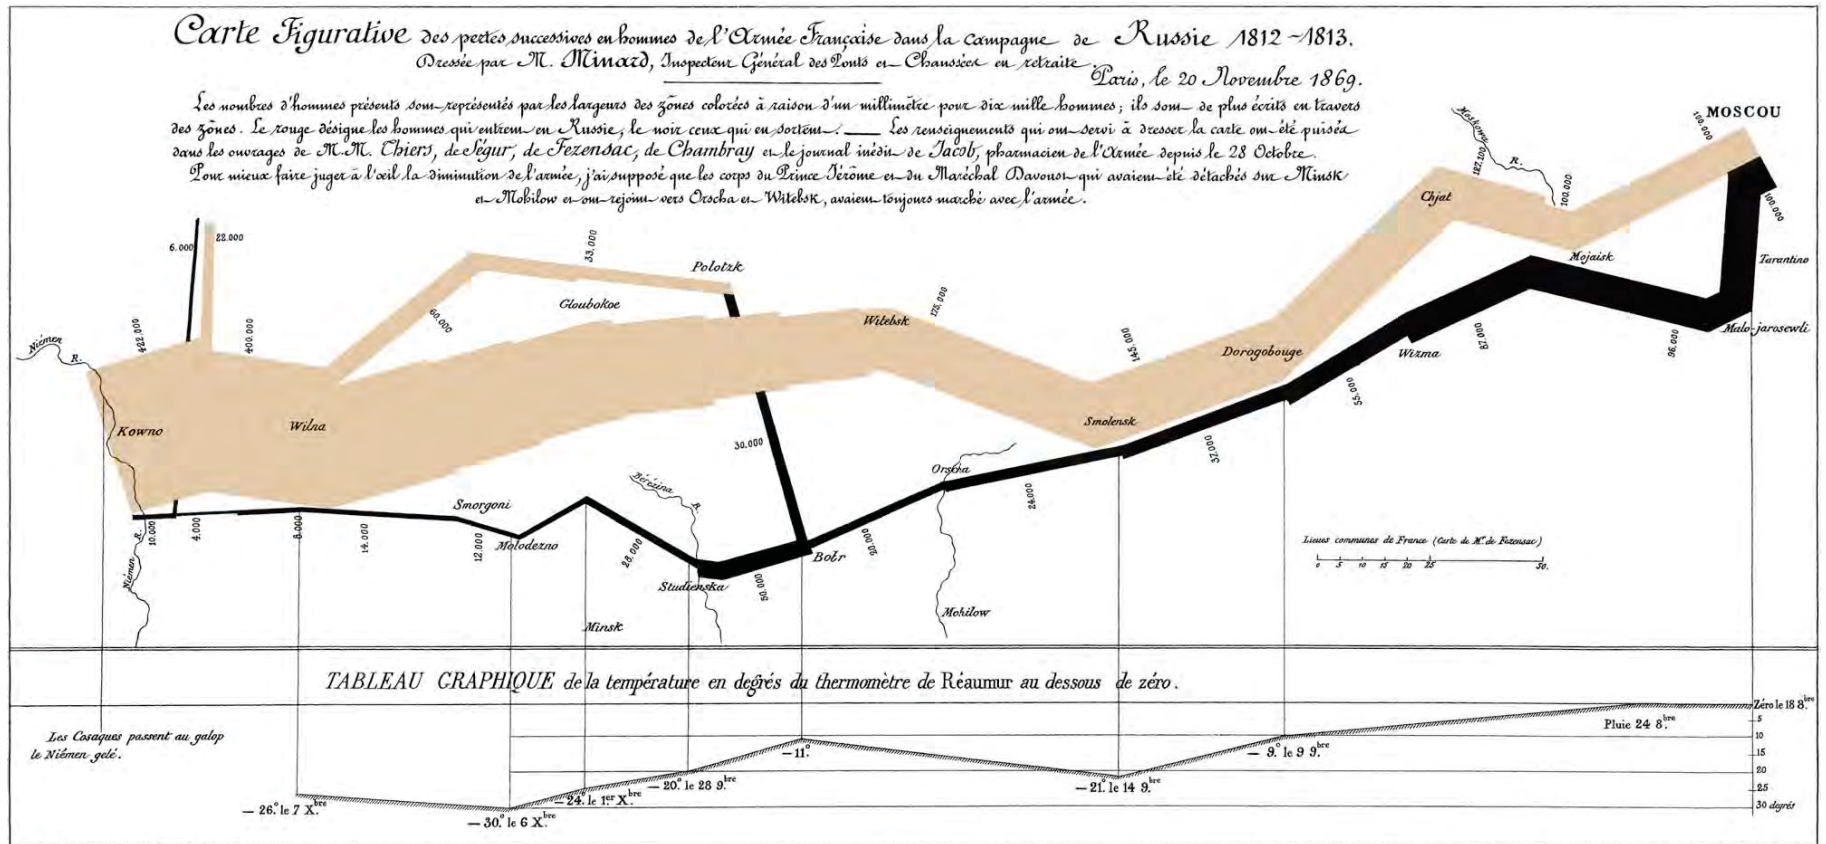 Carte Figurative des pertes successives en hommes de l'Armée Française dans la campagne de Russie 1812~1813.
Dressée par M. Minard, Inspecteur Général des Ponts et Chaussées en retraite.
Paris, le 20 Novembre 1869.
Les nombres d'hommes présents sont représentés par les largeurs des zônes colorées à raison d'un millimètre pour dix mille hommes; ils sont de plus écrits en travers
des zônes. Le rouge désigne les hommes qui entrent en Russie, le noir ceux qui en sortent. ___ Les renseignements qui ont servi à dresser la carte ont été puisés
dans les ouvrages de M.M. Thiers, de Ségur, de Fezensac, de Chambray et le journal inédit de Jacob, pharmacien de l'Armée depuis le 28 Octobre.
Pour mieux faire juger à l'œil la diminution de l'armée, j'ai supposé que les corps du Prince Jérôme et du Maréchal Davoust qui avaient été détachés sur Minsk
et Mohilow et ont rejoint vers Orscha et Witebsk, avaient toujours marché avec l'armée.
MOSCOU
100.000
100.000
Moskowa R.
127.100
100.000
Chjat
Mojaisk
Tarantino
Malo-jarosewli
6.000
22.000
33.000
Polotzk
Gloubokoe
60.000
422.000
400.000
Niémen R.
Witebsk
175.000
145.000
Dorogobouge
Wizma
87.000
96.000
55.000
Kowno
Wilna
Smolensk
32.000
30.000
Orscha
24.000
Bérézina R.
Smorgoni
Molodezno
Studienska
Bobr
20.000
50.000
28.000
12.000
14.000
8.000
4.000
10.000
Niémen R.
Minsk
Mohilow
Lieues communes de France (Carte de Mr. de Fezensac)
0 5 10 15 20 25 50.
TABLEAU GRAPHIQUE de la température en degrés du thermomètre de Réaumur au dessous de zéro.
Les Cosaques passent au galop
le Niémen gelé.
Zéro le 18 8.bre
5
10
15
20
25
30 degrés
Pluie 24 8.bre
— 9.° le 9 9.bre
— 21.° le 14 9.bre
— 11.°
— 20.° le 28 9.bre
— 24.° le 1.er X.bre
— 30.° le 6 X.bre
— 26.° le 7 X.bre